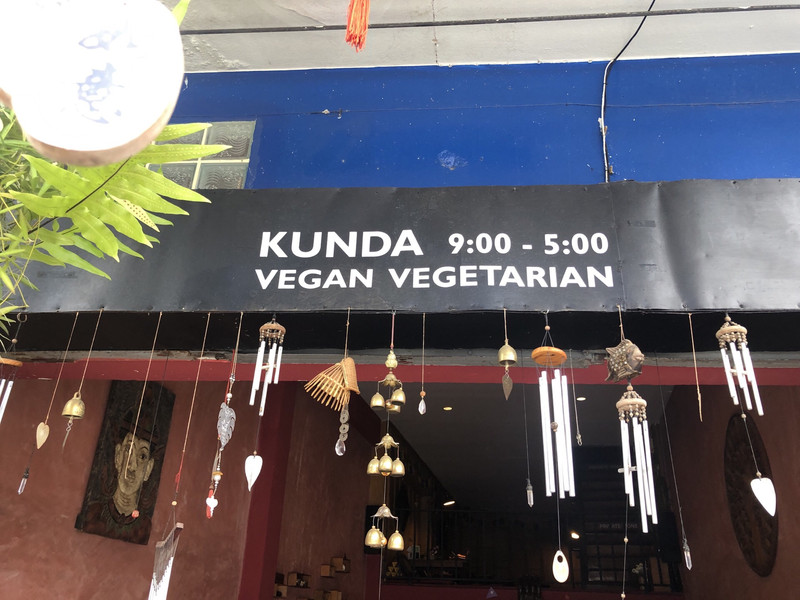 KUNDA 9:00 - 5:00
VEGAN VEGETARIAN